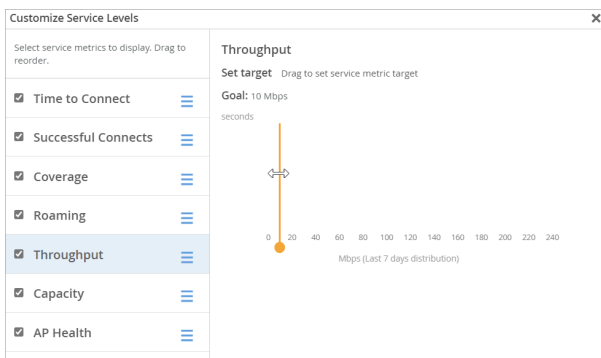 Customize Service Levels
Select service metrics to display. Drag to
reorder.
Time to Connect
Successful Connects
Coverage
Roaming
Throughput
Capacity
AP Health
Throughput
Set target Drag to set service metric target
Goal: 10 Mbps
seconds
0 20 40 60 80 100 120 140 160 180 200 220 240
Mbps (Last 7 days distribution)